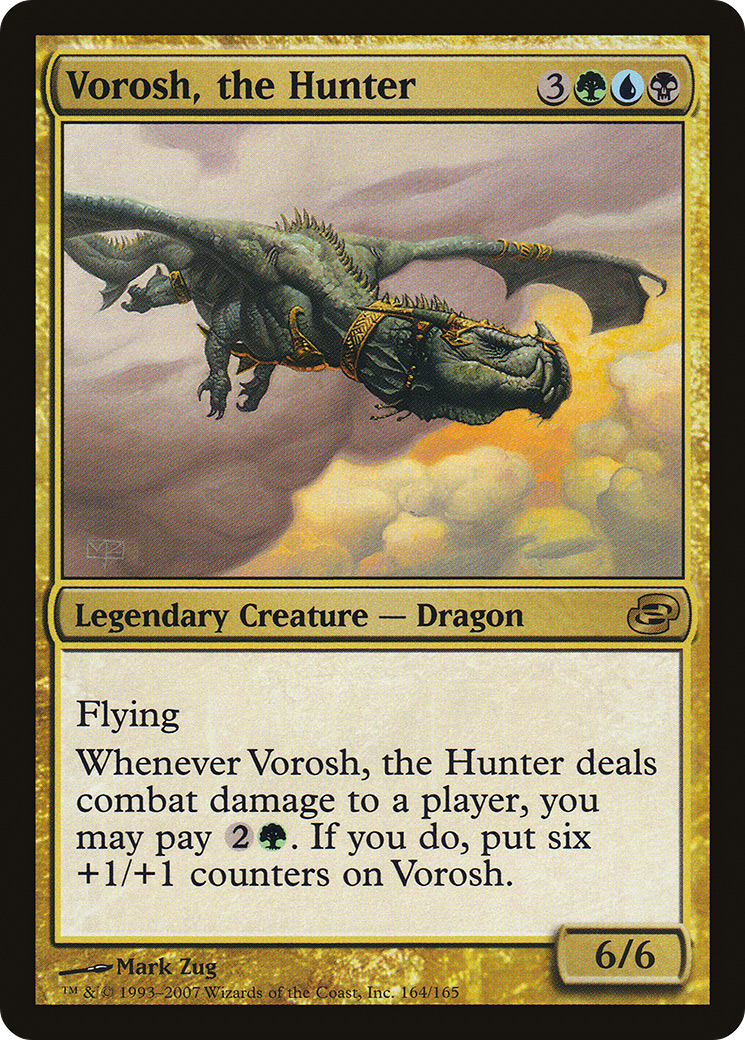 Vorosh, the Hunter 3
Legendary Creature — Dragon
Flying
Whenever Vorosh, the Hunter deals
combat damage to a player, you
may pay 2. If you do, put six
+1/+1 counters on Vorosh.
6/6
Mark Zug
™ & © 1993–2007 Wizards of the Coast, Inc. 164/165